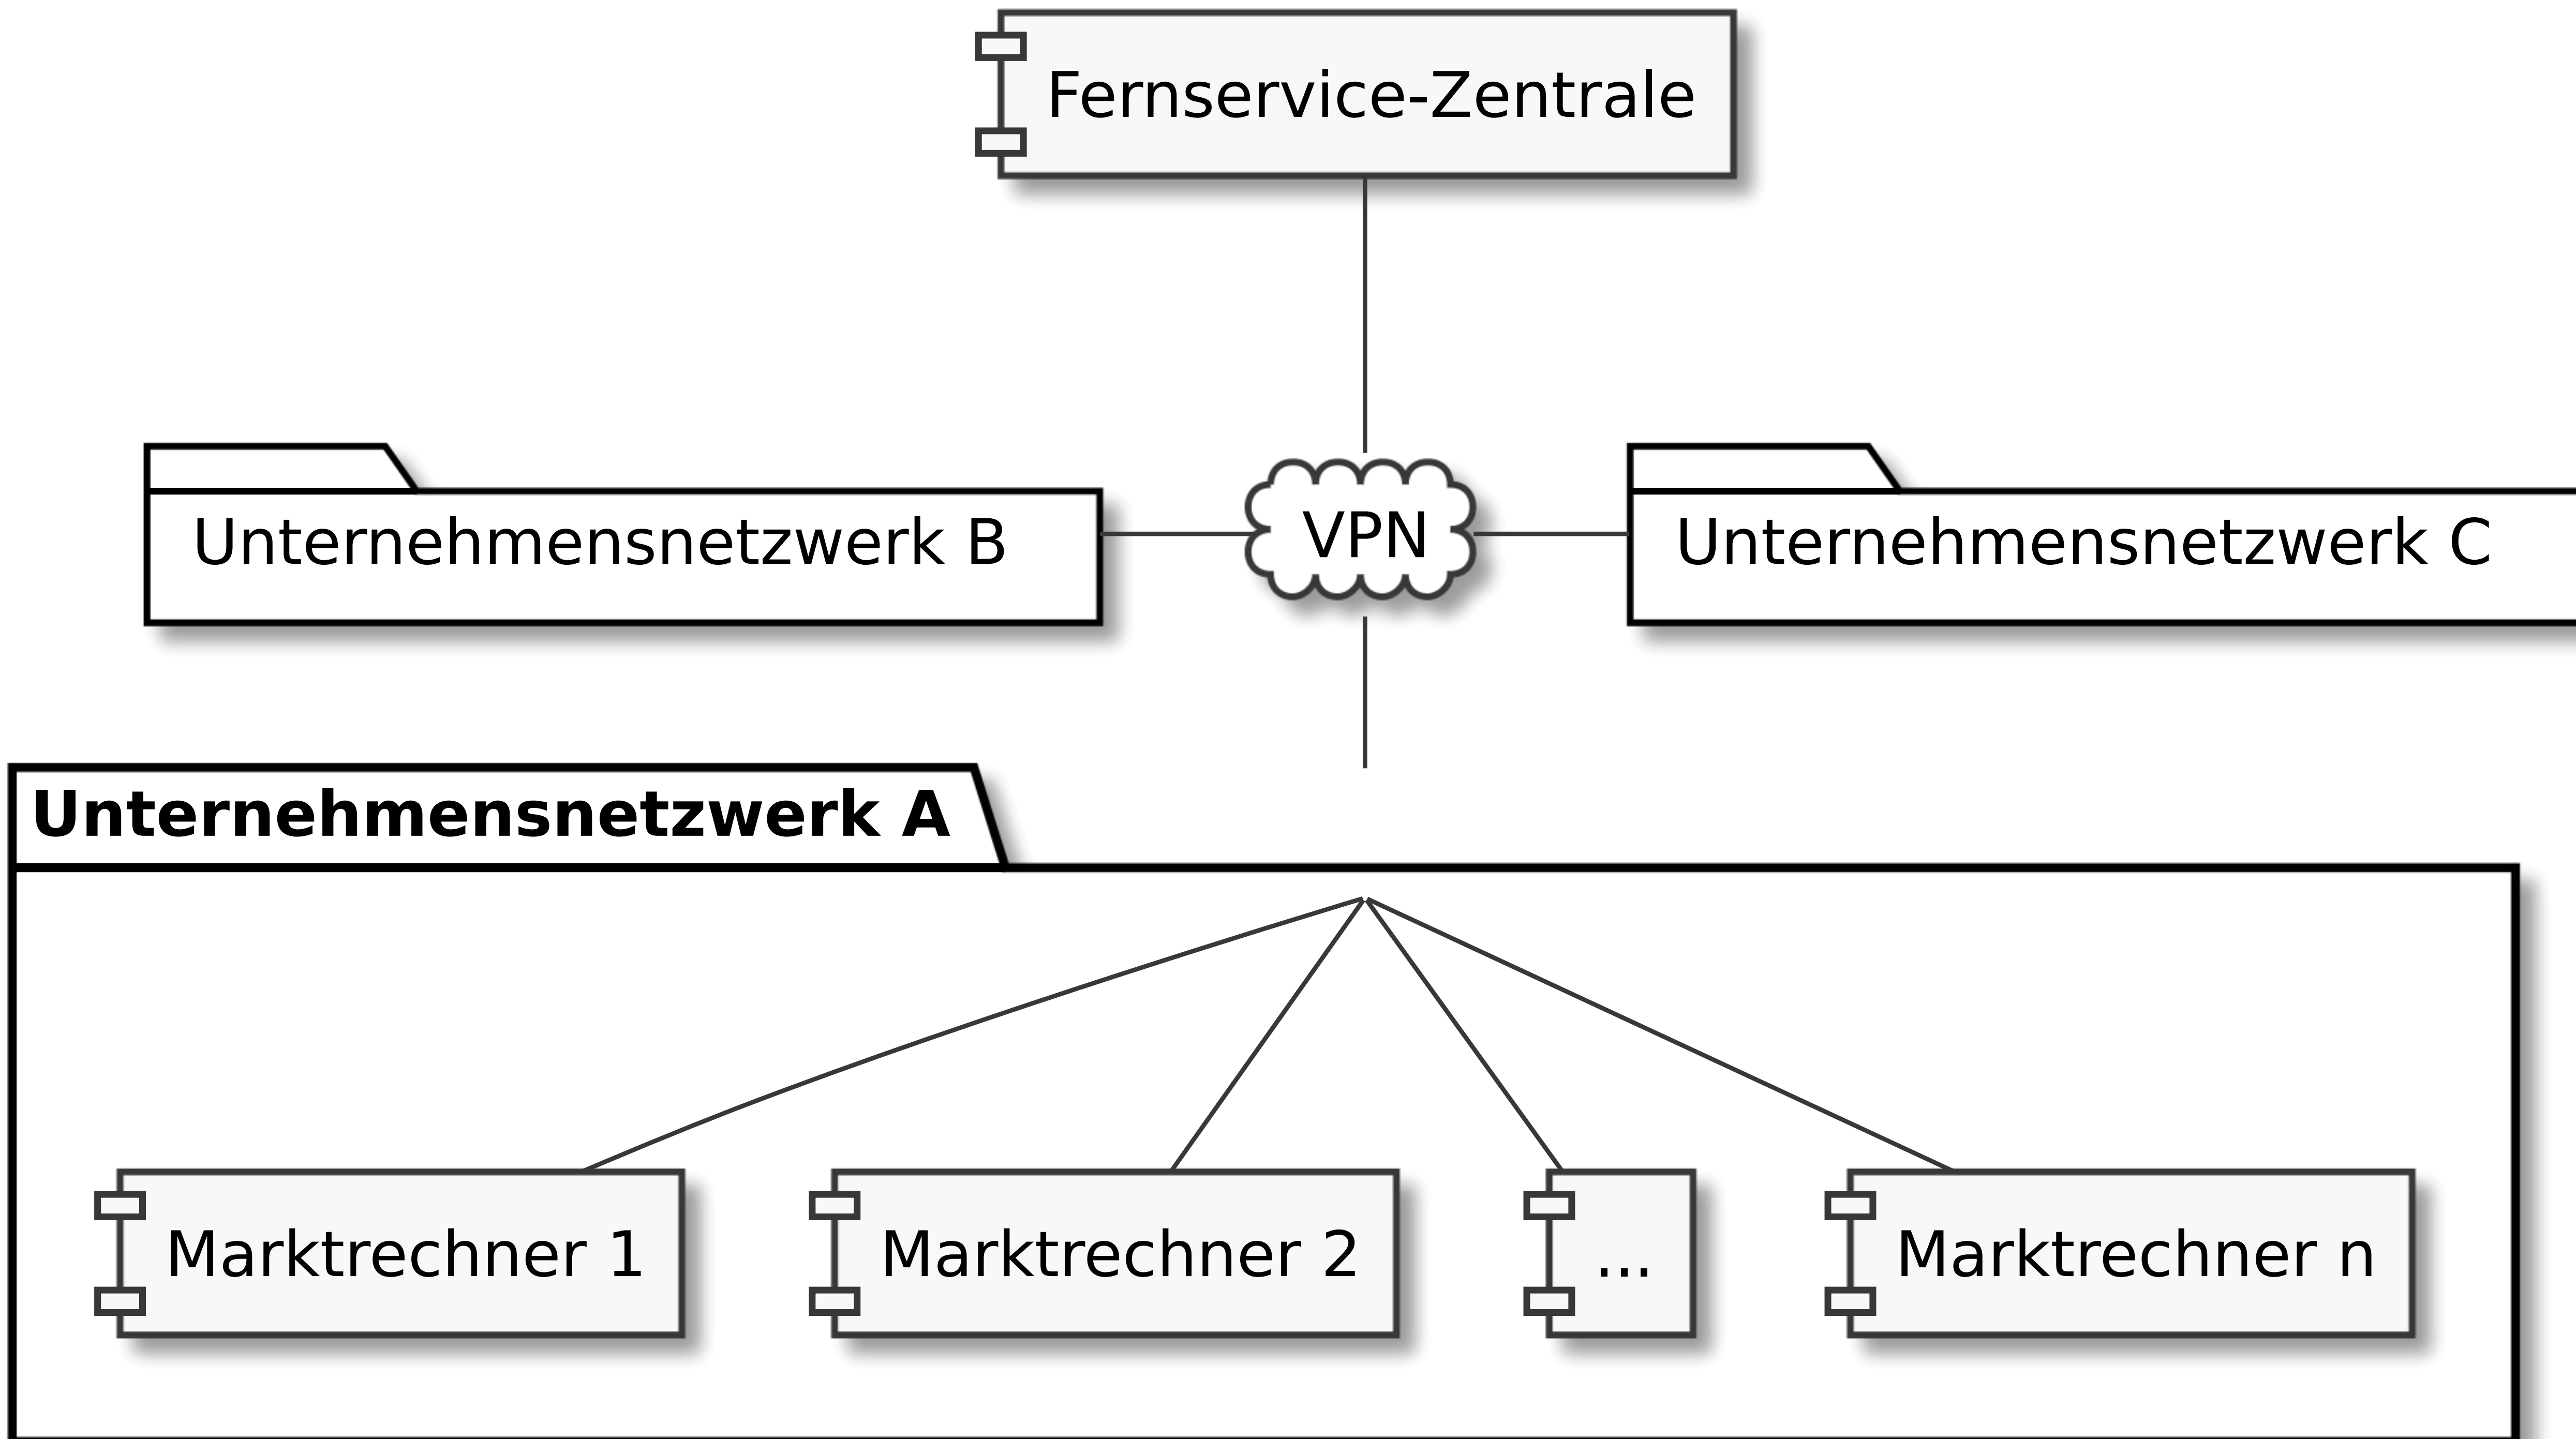 Fernservice-Zentrale
Unternehmensnetzwerk B
VPN
Unternehmensnetzwerk C
Unternehmensnetzwerk A
Marktrechner 1
Marktrechner 2
...
Marktrechner n